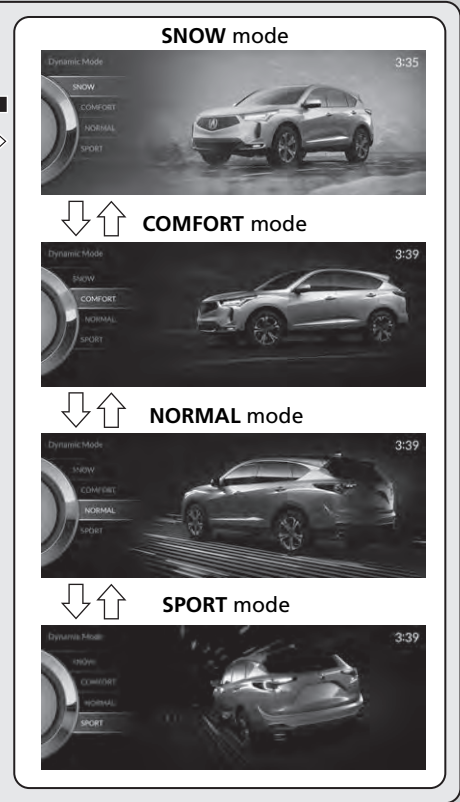 SNOW mode
Dynamic Mode
3:35
SNOW
COMFORT
NORMAL
SPORT
COMFORT mode
Dynamic Mode
3:39
SNOW
COMFORT
NORMAL
SPORT
NORMAL mode
Dynamic Mode
3:39
SNOW
COMFORT
NORMAL
SPORT
SPORT mode
Dynamic Mode
3:39
SNOW
COMFORT
NORMAL
SPORT